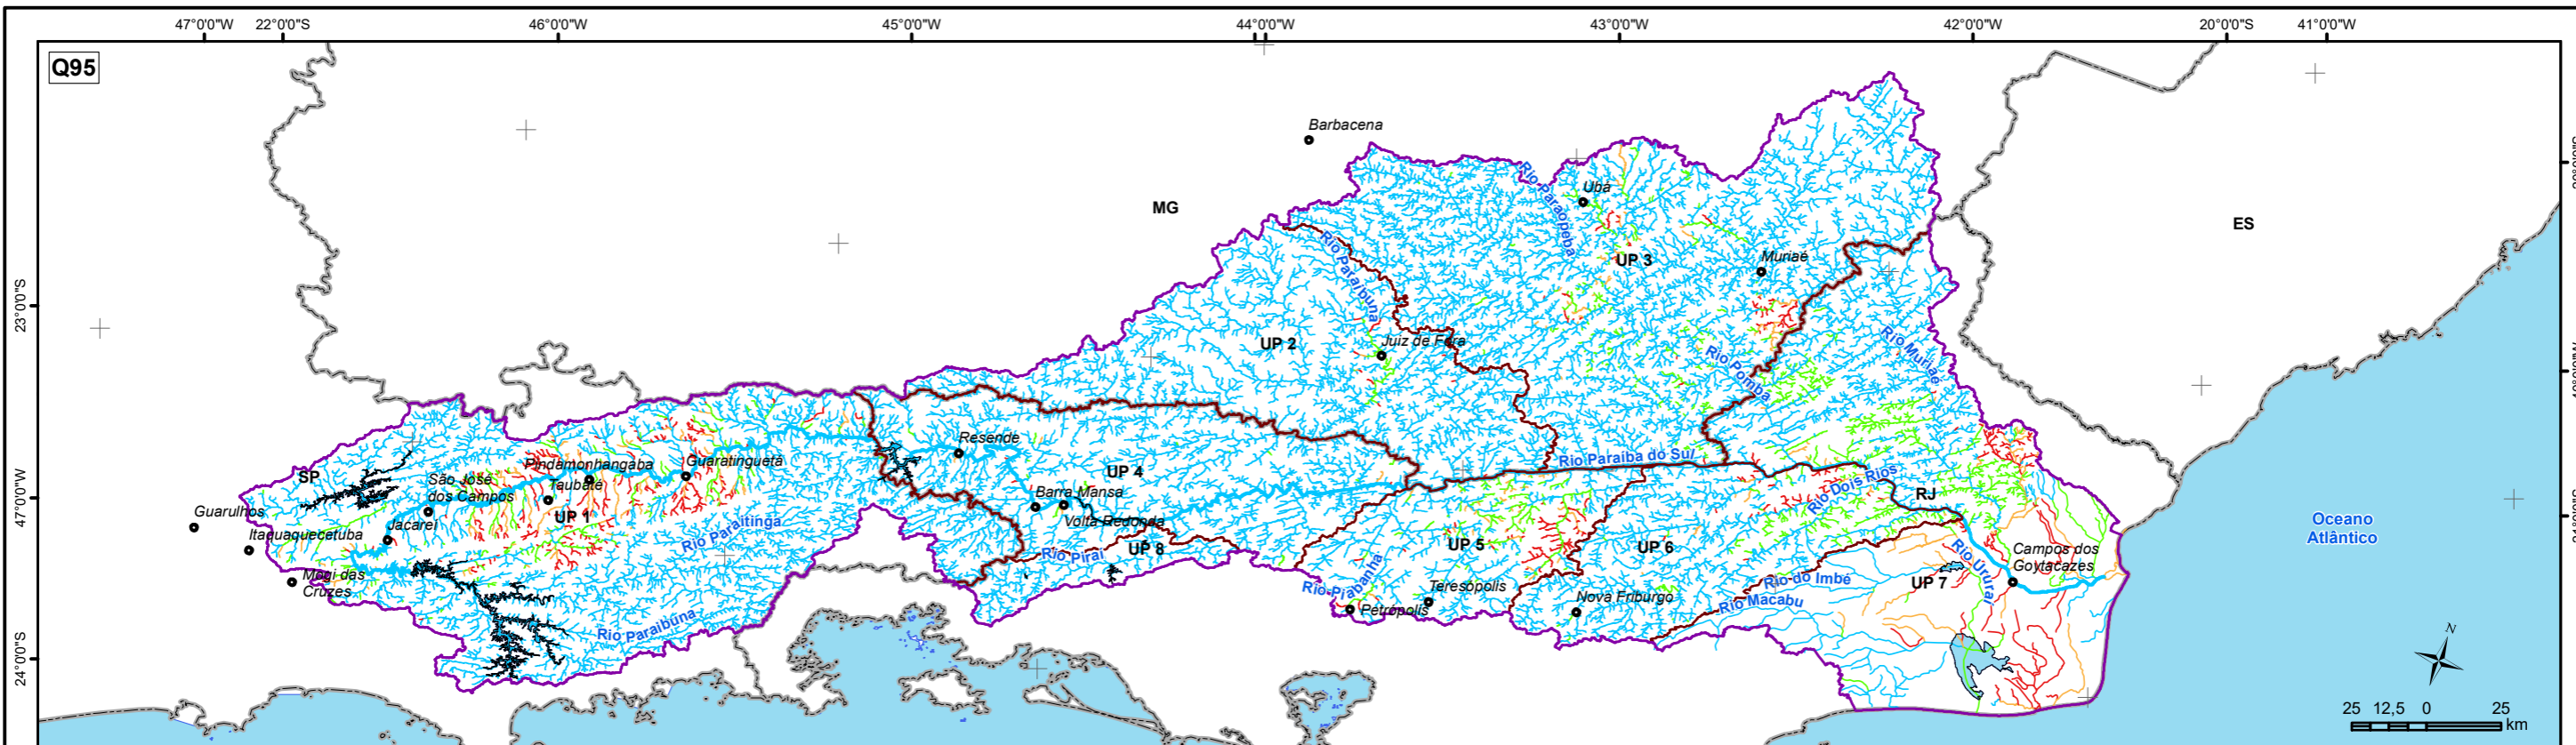 47°0'0"W
22°0'0"S
46°0'0"W
45°0'0"W
44°0'0"W
43°0'0"W
42°0'0"W
20°0'0"S
41°0'0"W
Q95
Barbacena
MG
ES
Rio Paraopeba
Ubá
UP 3
Muriaé
Rio Paraibuna
23°0'0"S
UP 2
Juiz de Fora
Rio Pomba
Rio Muriaé
Resende
UP 4
Rio Paraiba do Sul
Rio Dois Rios
RJ
SP
Pindamonhangaba
Guaratinguetá
São José
dos Campos
Taubaté
UP 1
47°0'0"W
Guarulhos
Jacareí
Itaquaquecetuba
Mogi das
Cruzes
Rio Paraitinga
Rio Paraibuna
Barra Mansa
Volta Redonda
Rio Piraí
UP 8
UP 5
UP 6
Rio Piabanha
Petrópolis
Teresópolis
Nova Friburgo
Rio do Imbé
Rio Macabu
UP 7
Rio Ururaí
Campos dos
Goytacazes
Oceano
Atlântico
24°0'0"S
N
25 12,5 0 25
km